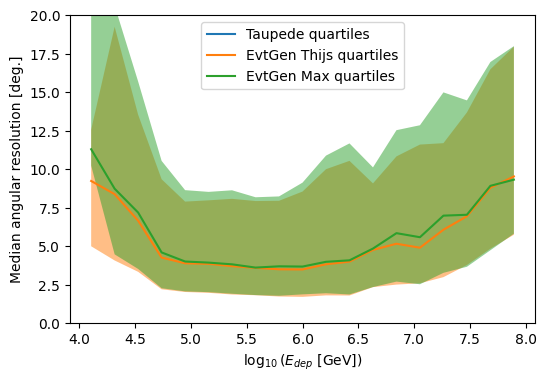 20.0
17.5
15.0
12.5
10.0
7.5
5.0
2.5
0.0
Median angular resolution [deg.]
Taupede quartiles
EvtGen Thijs quartiles
EvtGen Max quartiles
4.0 4.5 5.0 5.5 6.0 6.5 7.0 7.5 8.0
log₁₀(E_dep [GeV])